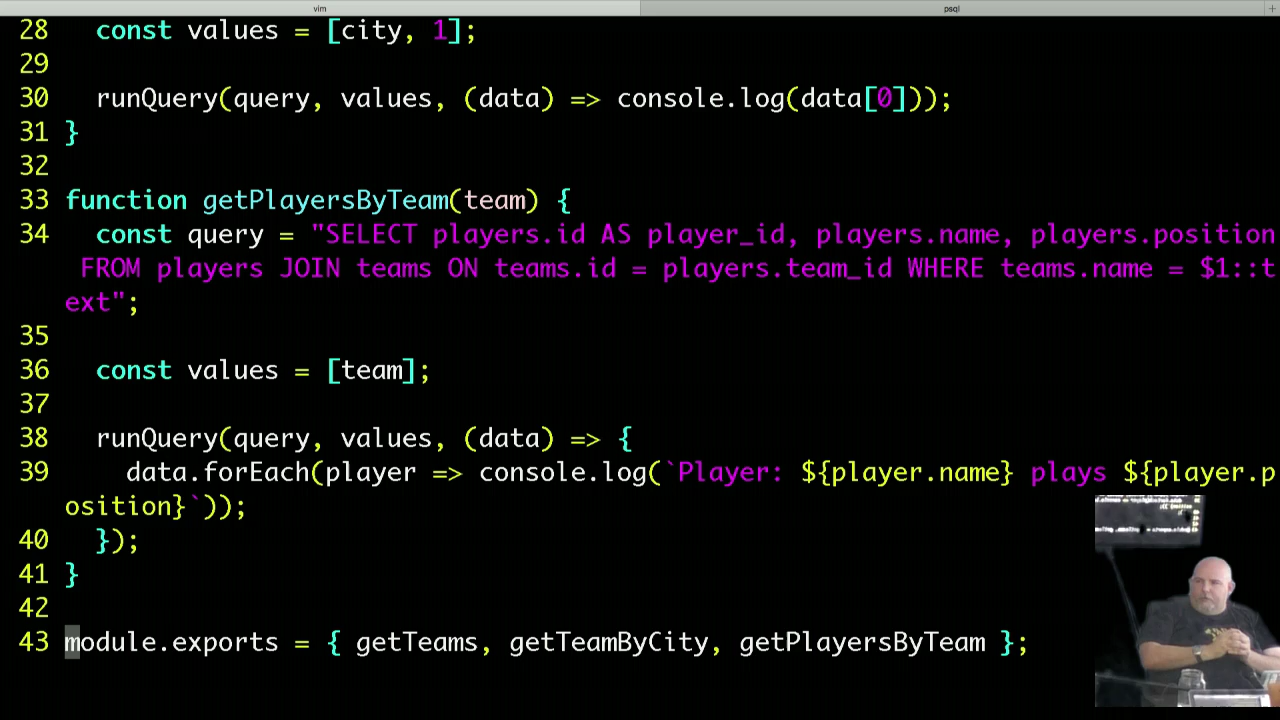 vim
psql
28 const values = [city, 1];
29
30 runQuery(query, values, (data) => console.log(data[0]));
31 }
32
33 function getPlayersByTeam(team) {
34 const query = "SELECT players.id AS player_id, players.name, players.position
FROM players JOIN teams ON teams.id = players.team_id WHERE teams.name = $1::t
ext";
35
36 const values = [team];
37
38 runQuery(query, values, (data) => {
39 data.forEach(player => console.log(`Player: ${player.name} plays ${player.p
osition}`));
40 });
41 }
42
43 module.exports = { getTeams, getTeamByCity, getPlayersByTeam };